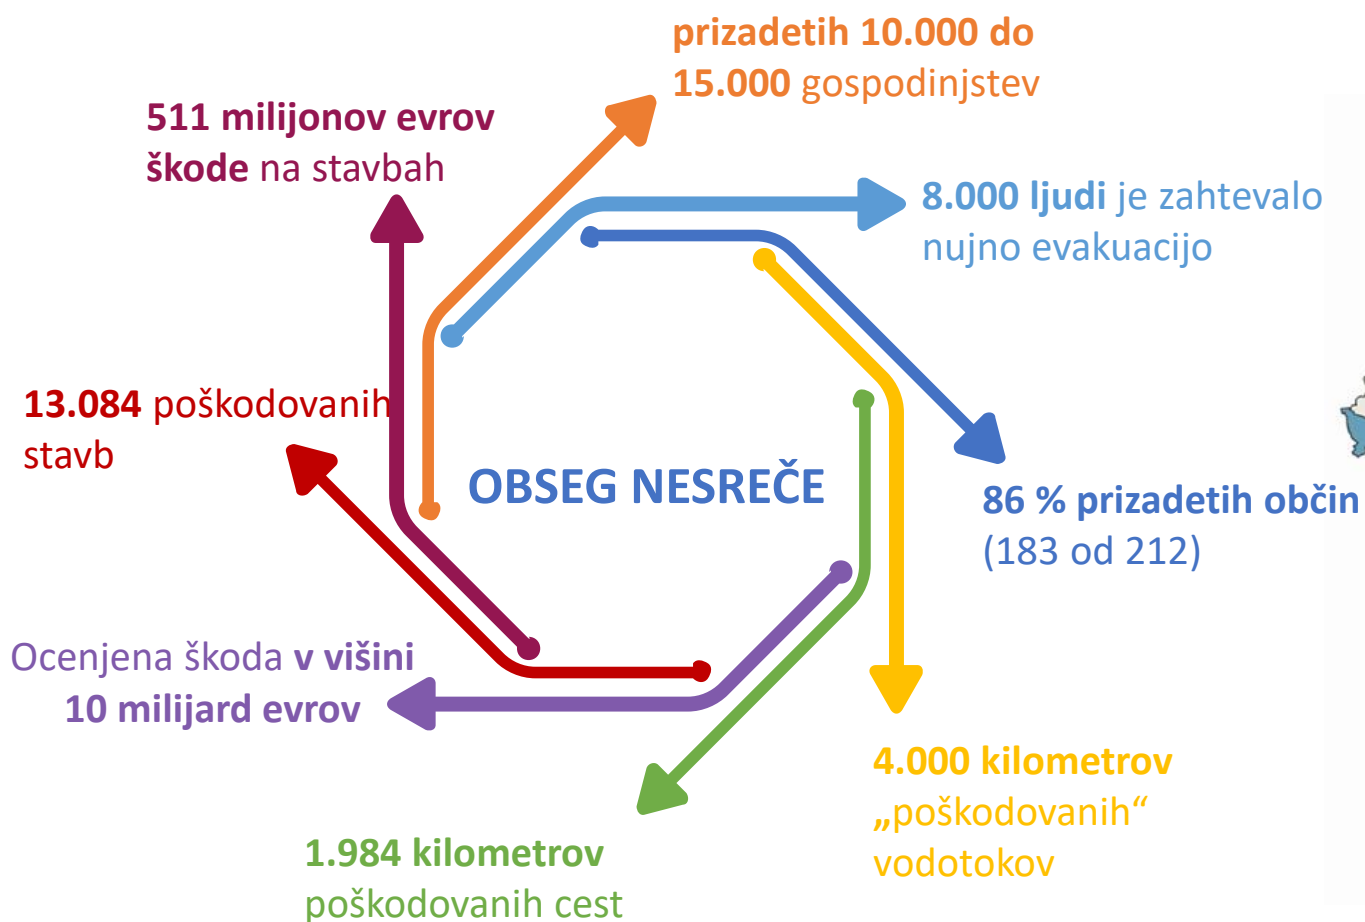 prizadetih 10.000 do
15.000 gospodinjstev
511 milijonov evrov
škode na stavbah
8.000 ljudi je zahtevalo
nujno evakuacijo
13.084 poškodovanih
stavb
OBSEG NESREČE
86 % prizadetih občin
(183 od 212)
Ocenjena škoda v višini
10 milijard evrov
4.000 kilometrov
„poškodovanih“
vodotokov
1.984 kilometrov
poškodovanih cest